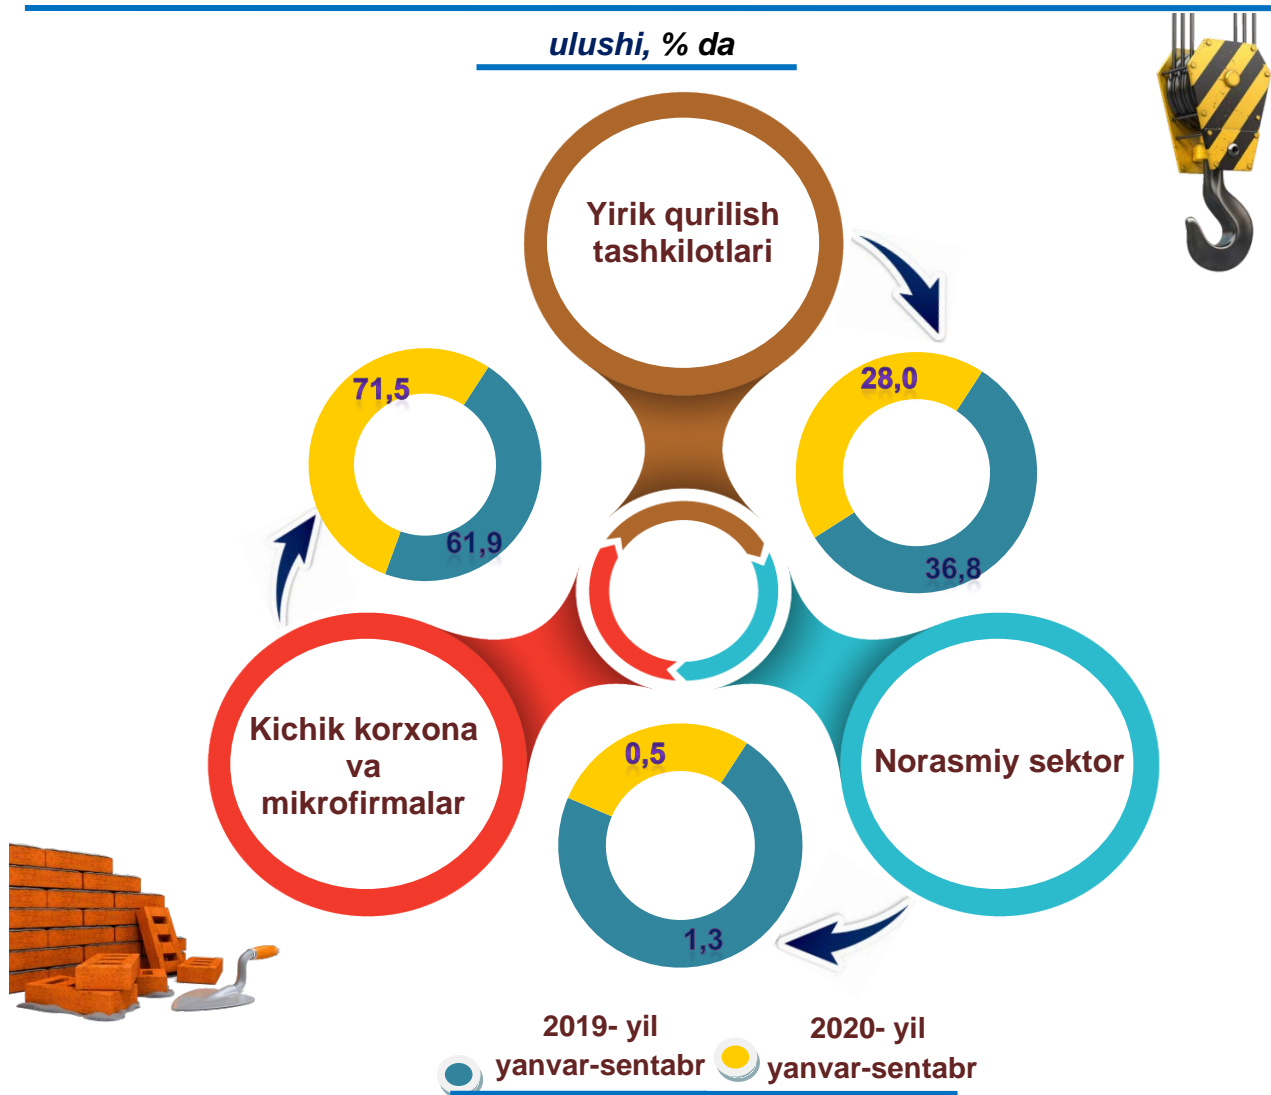 ulushi, % da
Yirik qurilish
tashkilotlari
71,5
61,9
28,0
36,8
Kichik korxona
va
mikrofirmalar
Norasmiy sektor
0,5
1,3
2019- yil
yanvar-sentabr
2020- yil
yanvar-sentabr